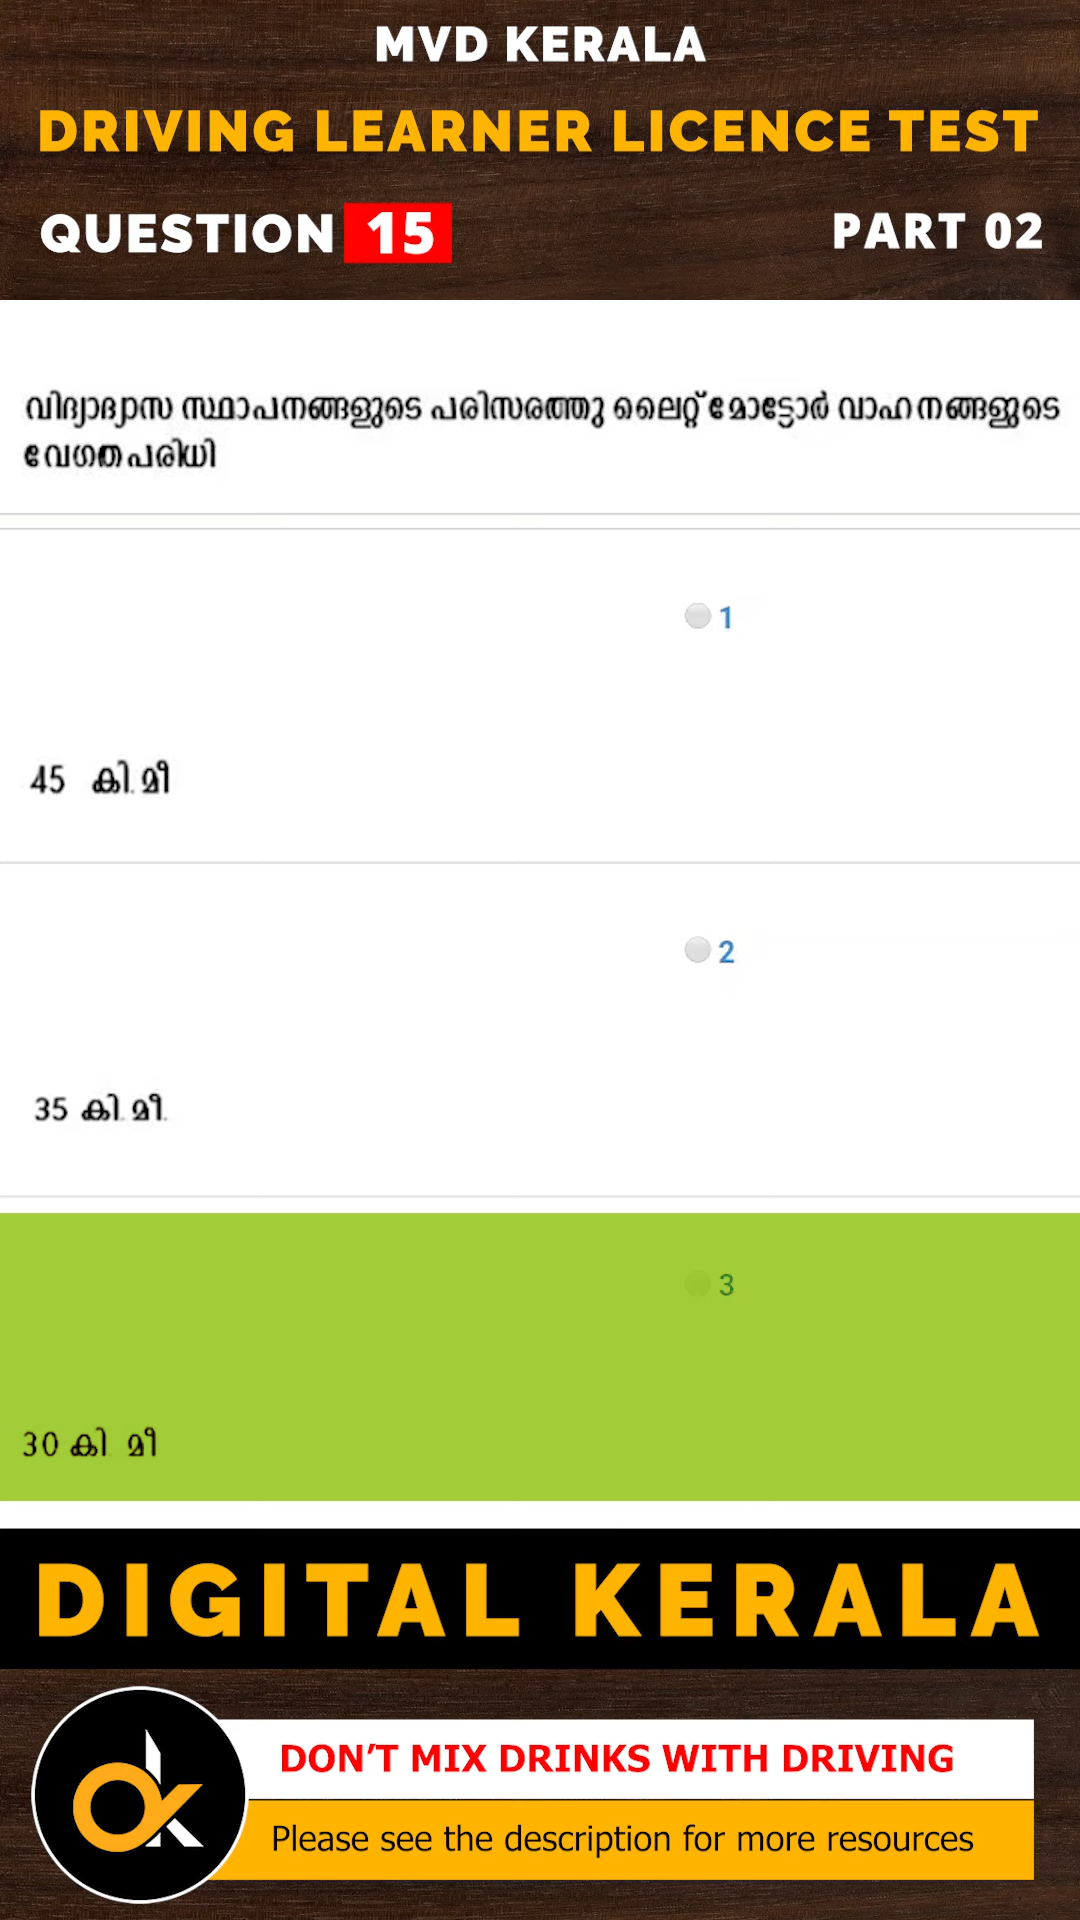 MVD KERALA
DRIVING LEARNER LICENCE TEST
QUESTION 15
PART 02
വിദ്യാഭ്യാസ സ്ഥാപനങ്ങളുടെ പരിസരത്തു ലൈറ്റ് മോട്ടോർ വാഹനങ്ങളുടെ
വേഗതപരിധി
1
45 കി.മീ
2
35 കി.മീ.
3
30 കി മീ
DIGITAL KERALA
dk
DON'T MIX DRINKS WITH DRIVING
Please see the description for more resources